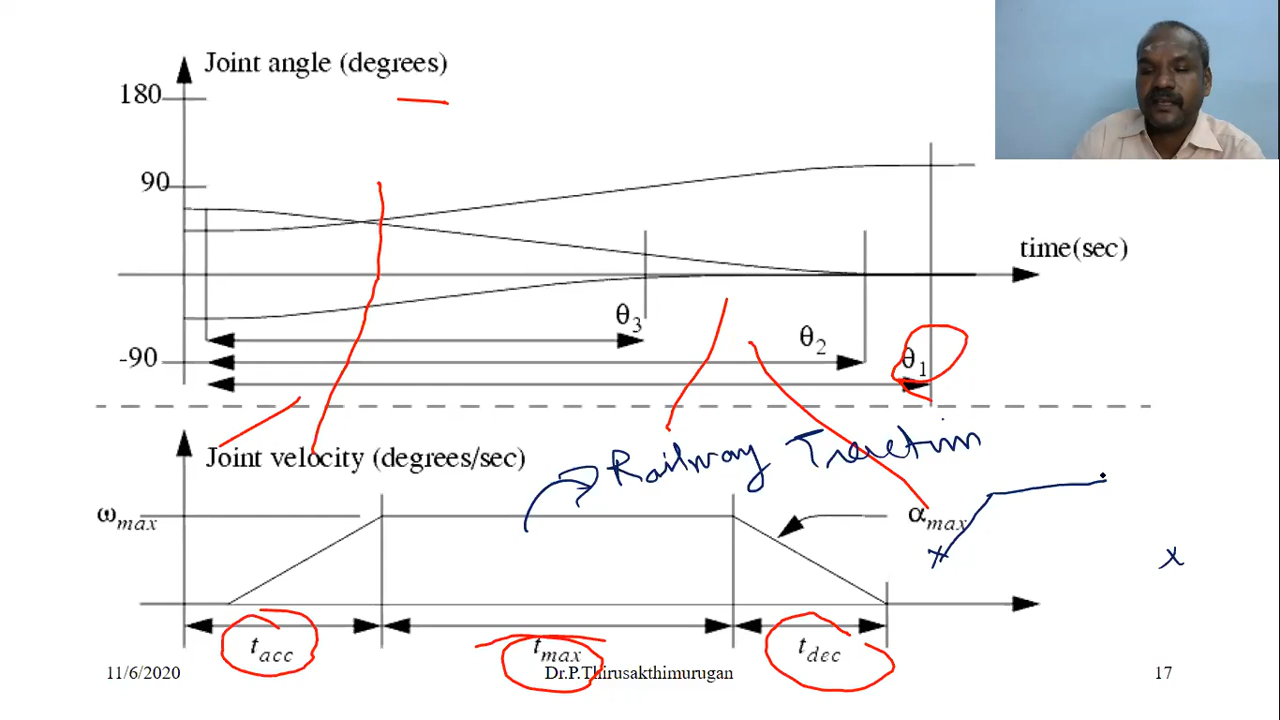 Joint angle (degrees)
180
90
time(sec)
θ3
θ2
-90
θ1
Joint velocity (degrees/sec)
Railway Traction
ωmax
αmax
tacc
tmax
tdec
11/6/2020
Dr.P.Thirusakthimurugan
17